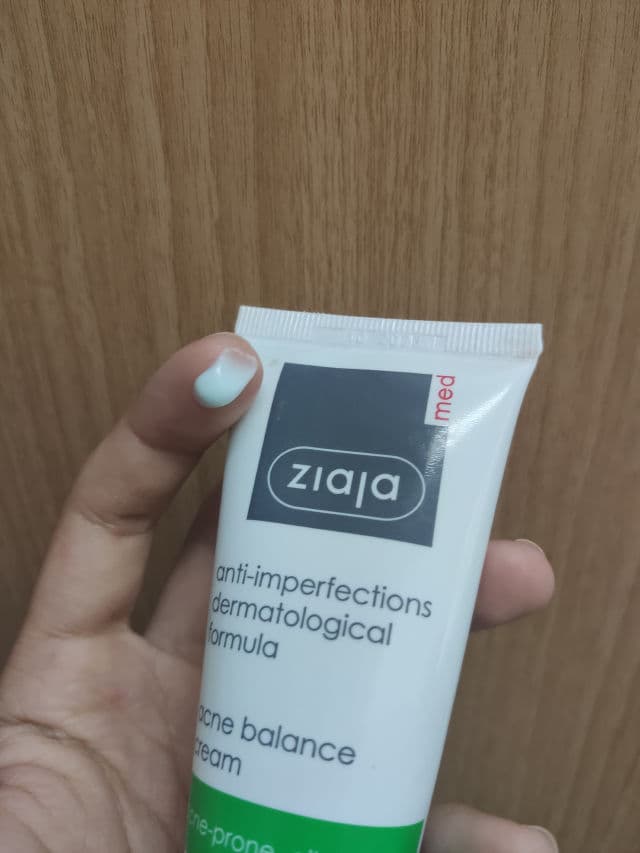 med
ziaja
anti-imperfections
dermatological
formula
acne balance
cream